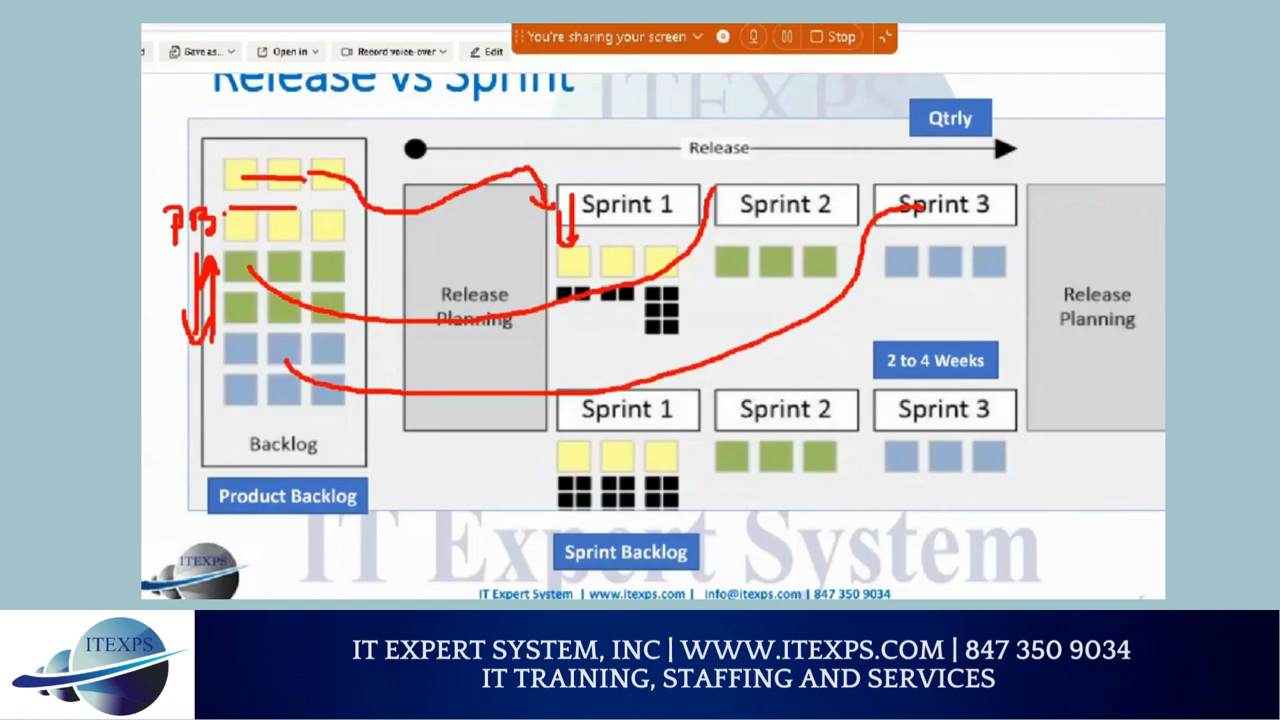 Save as...
Open in
Record voice-over
Edit
You're sharing your screen
Stop
Release vs Sprint
ITEXPS
Qtrly
Release
Sprint 1
Sprint 2
Sprint 3
PB
Release
Planning
Release
Planning
2 to 4 Weeks
Sprint 1
Sprint 2
Sprint 3
Backlog
Product Backlog
IT Expert System
Sprint Backlog
ITEXPS
IT Expert System | www.itexps.com | info@itexps.com | 847 350 9034
ITEXPS
IT EXPERT SYSTEM, INC | WWW.ITEXPS.COM | 847 350 9034
IT TRAINING, STAFFING AND SERVICES